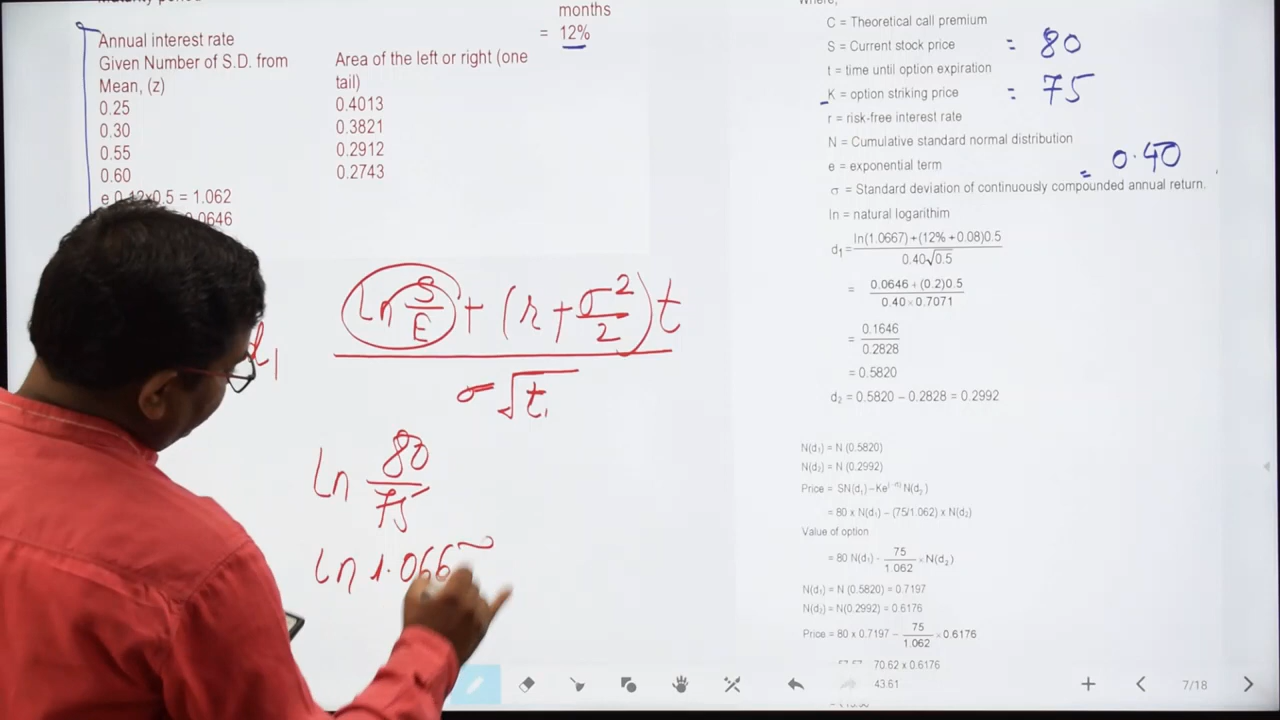 months
= 12%
Annual interest rate
Given Number of S.D. from Mean, (z)
Area of the left or right (one tail)
0.25 0.4013
0.30 0.3821
0.55 0.2912
0.60 0.2743
e 0.12x0.5 = 1.062
0.0646
d1
ln S/E + (r + σ²/2) t
σ √t
ln 80/75
ln 1.066
C = Theoretical call premium
S = Current stock price = 80
t = time until option expiration
K = option striking price = 75
r = risk-free interest rate
N = Cumulative standard normal distribution
e = exponential term
= 0.40
σ = Standard deviation of continuously compounded annual return.
ln = natural logarithim
d₁ = ln(1.0667)+(12%+0.08)0.5 / 0.40√0.5
= 0.0646+(0.2)0.5 / 0.40×0.7071
= 0.1646 / 0.2828
= 0.5820
d₂ = 0.5820 – 0.2828 = 0.2992
N(d₁) = N (0.5820)
N(d₂) = N (0.2992)
Price = SN(d₁) – Ke(-rt) N(d₂)
= 80 x N(d₁) – (75/1.062) x N(d₂)
Value of option
= 80 N(d₁) - 75/1.062 × N(d₂)
N(d₁) = N (0.5820) = 0.7197
N(d₂) = N(0.2992) = 0.6176
Price = 80 x 0.7197 – 75/1.062 × 0.6176
70.62 x 0.6176
43.61
7/18